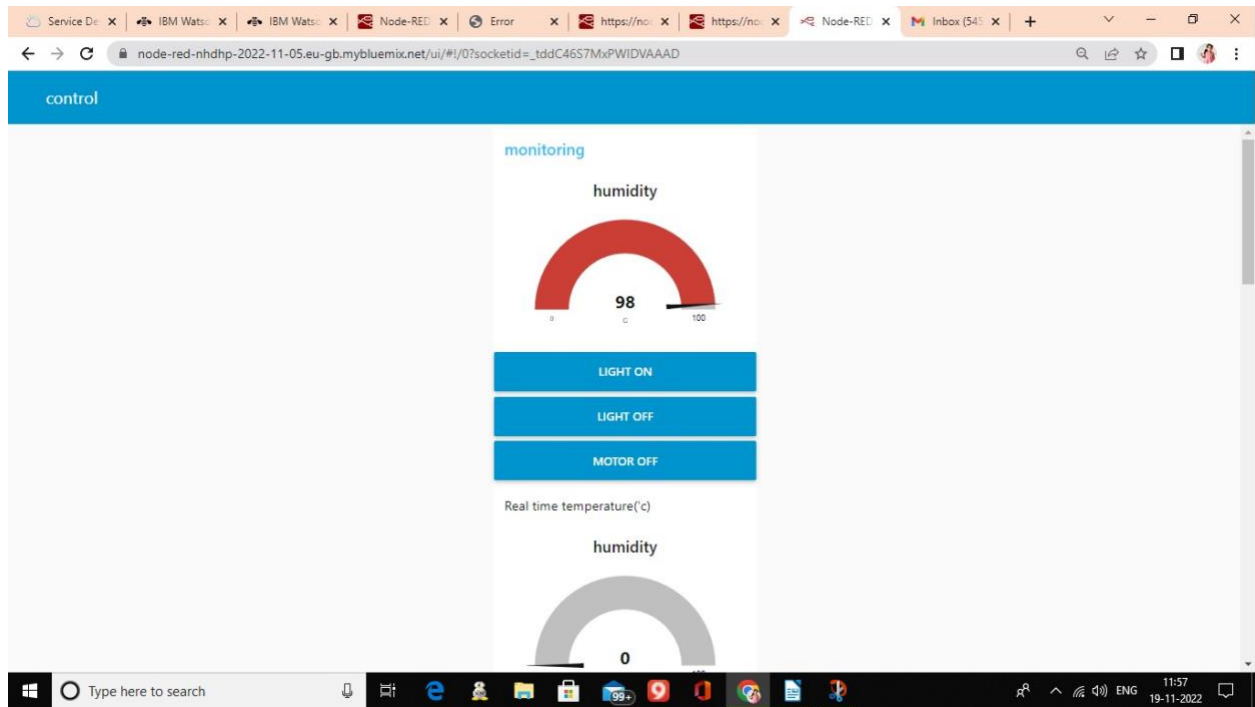 Service De
IBM Wats
IBM Wats
Node-RED
Error
https://no
https://no
Node-RED
Inbox (545
node-red-nhdhp-2022-11-05.eu-gb.mybluemix.net/ui/#!/0?socketid=_tddC46S7MxPWIDVAAAD
control
monitoring
humidity
98
0
C
100
LIGHT ON
LIGHT OFF
MOTOR OFF
Real time temperature('c)
humidity
0
Type here to search
99+
ENG
11:57
19-11-2022